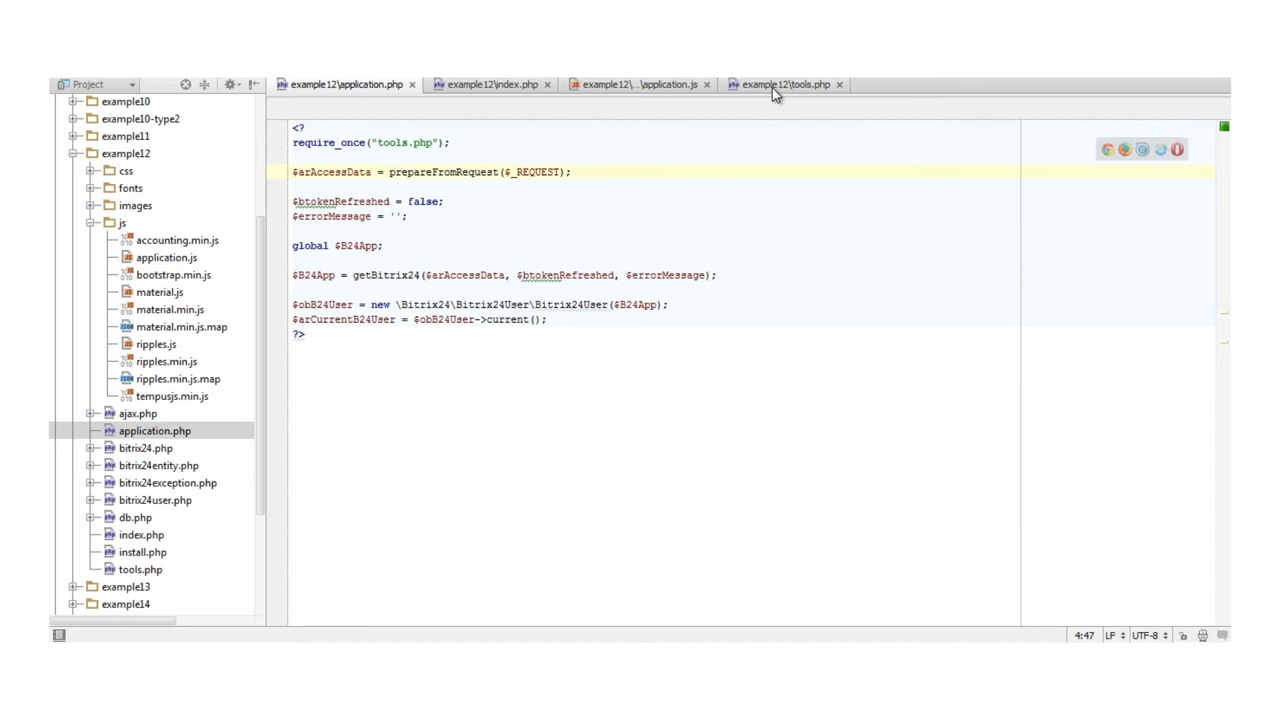 Project
example12\application.php
example12\index.php
example12\...\application.js
example12\tools.php
example10
example10-type2
example11
example12
css
fonts
images
js
accounting.min.js
application.js
bootstrap.min.js
material.js
material.min.js
material.min.js.map
ripples.js
ripples.min.js
ripples.min.js.map
tempusjs.min.js
ajax.php
application.php
bitrix24.php
bitrix24entity.php
bitrix24exception.php
bitrix24user.php
db.php
index.php
install.php
tools.php
example13
example14
<?
require_once("tools.php");
$arAccessData = prepareFromRequest($_REQUEST);
$btokenRefreshed = false;
$errorMessage = '';
global $B24App;
$B24App = getBitrix24($arAccessData, $btokenRefreshed, $errorMessage);
$obB24User = new \Bitrix24\Bitrix24User\Bitrix24User($B24App);
$arCurrentB24User = $obB24User->current();
?>
4:47 LF UTF-8